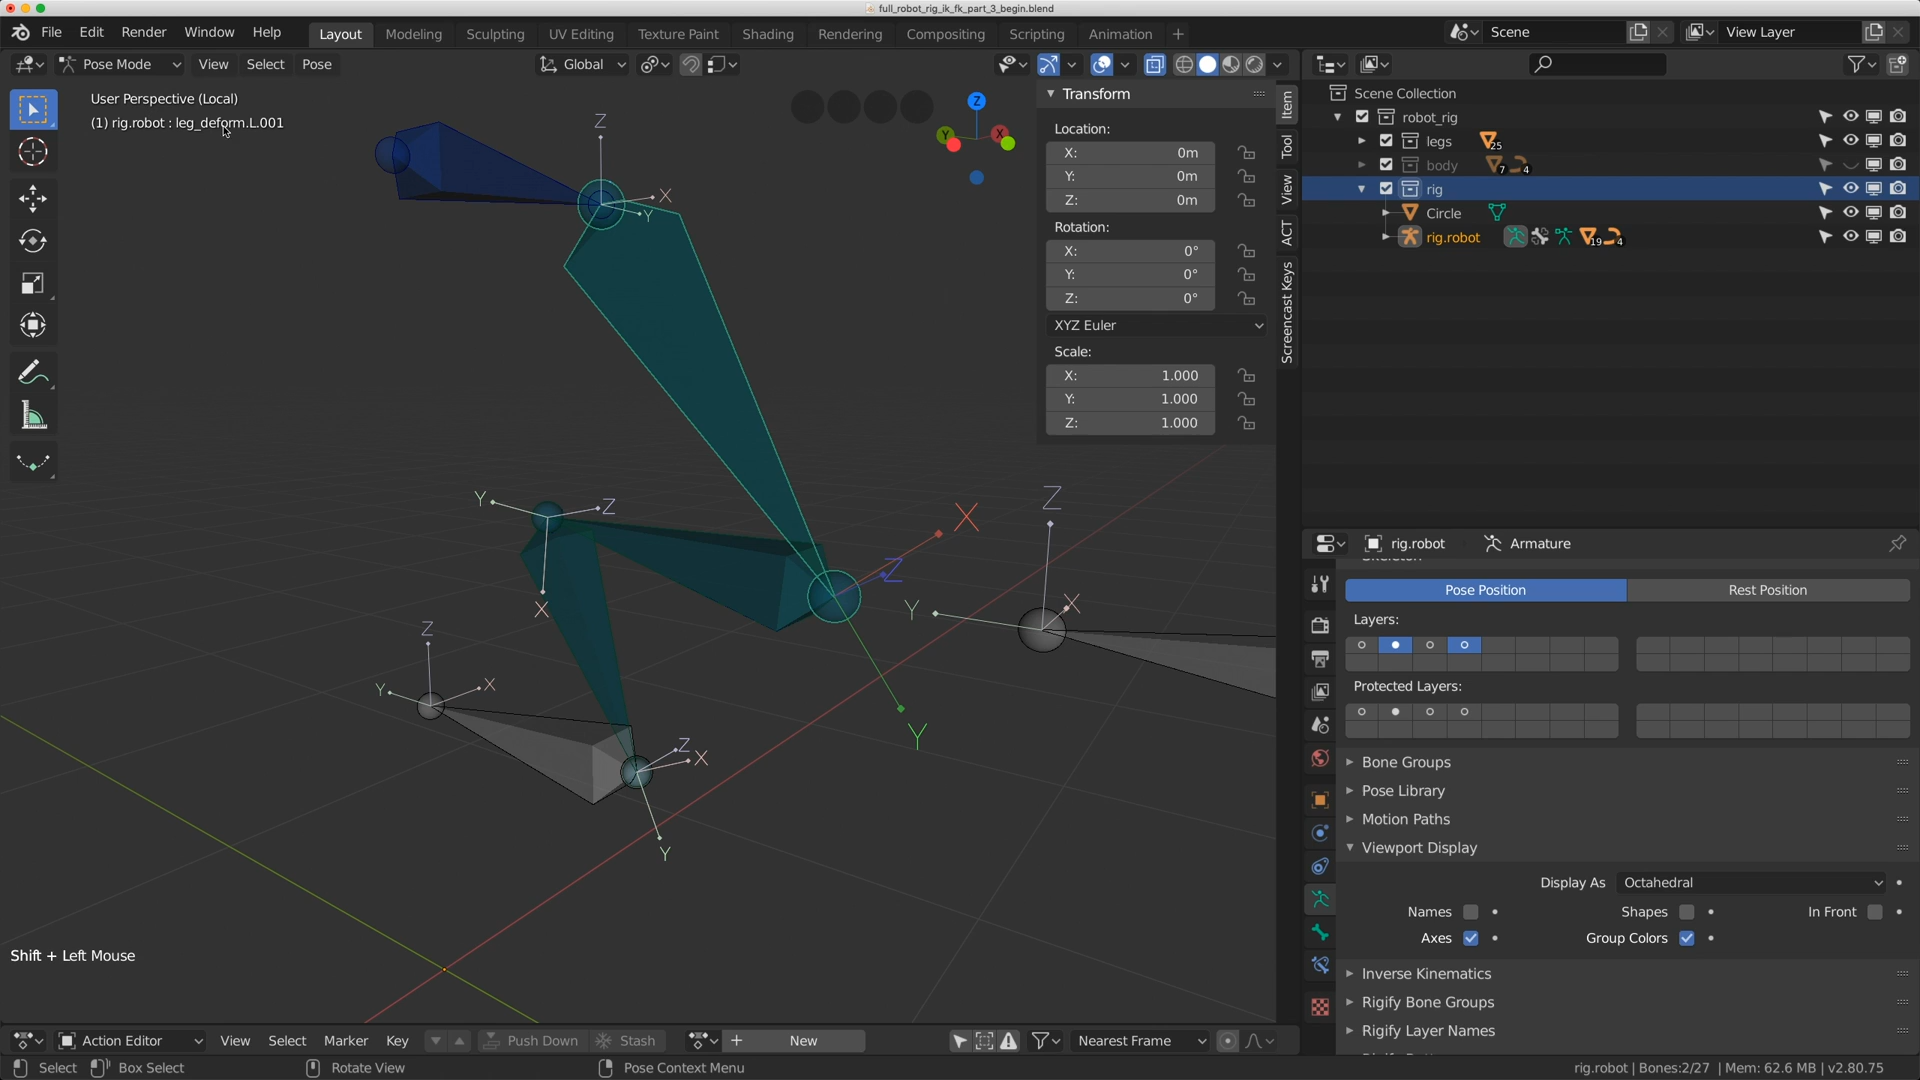 full_robot_rig_ik_fk_part_3_begin.blend
File Edit Render Window Help Layout Modeling Sculpting UV Editing Texture Paint Shading Rendering Compositing Scripting Animation + Scene View Layer
Pose Mode View Select Pose Global
User Perspective (Local)
(1) rig.robot : leg_deform.L.001
Z
X
Y
Y
Z
X
Z
Y
X
Z
X
Y
X
Z
Y
Z
X
Y
Z
Y
X
Shift + Left Mouse
Transform
Location:
X: 0m
Y: 0m
Z: 0m
Rotation:
X: 0°
Y: 0°
Z: 0°
XYZ Euler
Scale:
X: 1.000
Y: 1.000
Z: 1.000
Item
Tool
View
ACT
Screencast Keys
Scene Collection
robot_rig
legs 25
body 7 4
rig
Circle
rig.robot 19 4
rig.robot Armature
Pose Position Rest Position
Layers:
Protected Layers:
Bone Groups
Pose Library
Motion Paths
Viewport Display
Display As Octahedral
Names Shapes In Front
Axes Group Colors
Inverse Kinematics
Rigify Bone Groups
Rigify Layer Names
Action Editor View Select Marker Key Push Down Stash + New Nearest Frame
Select Box Select Rotate View Pose Context Menu rig.robot | Bones:2/27 | Mem: 62.6 MB | v2.80.75